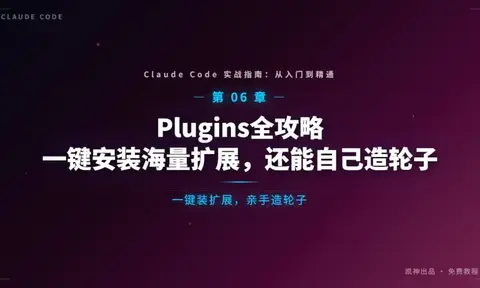 CLAUDE CODE
Claude Code 实战指南：从入门到精通
第 06 章
Plugins全攻略
一键安装海量扩展，还能自己造轮子
一键装扩展，亲手造轮子
出品 · 免费教程